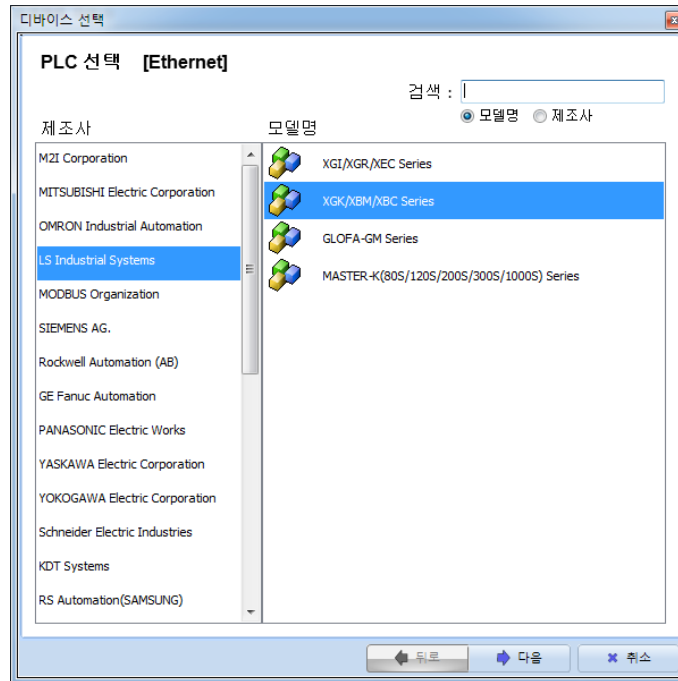 디바이스 선택
PLC 선택 [Ethernet]
검색 :
모델명 제조사
제조사
M2I Corporation
MITSUBISHI Electric Corporation
OMRON Industrial Automation
LS Industrial Systems
MODBUS Organization
SIEMENS AG.
Rockwell Automation (AB)
GE Fanuc Automation
PANASONIC Electric Works
YASKAWA Electric Corporation
YOKOGAWA Electric Corporation
Schneider Electric Industries
KDT Systems
RS Automation(SAMSUNG)
모델명
XGI/XGR/XEC Series
XGK/XBM/XBC Series
GLOFA-GM Series
MASTER-K(80S/120S/200S/300S/1000S) Series
뒤로 다음 취소